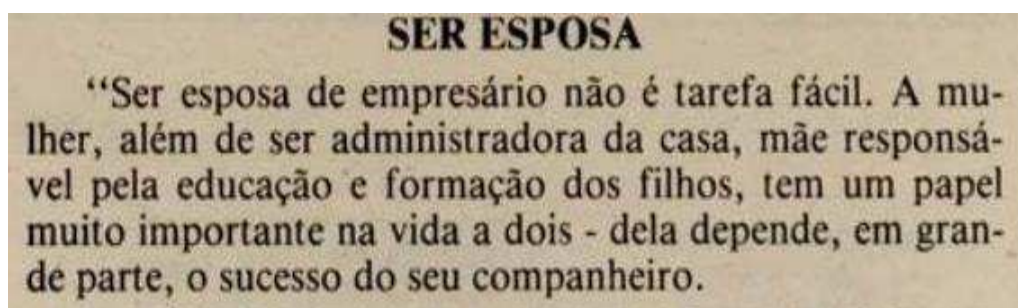 SER ESPOSA
“Ser esposa de empresário não é tarefa fácil. A mu-
lher, além de ser administradora da casa, mãe responsá-
vel pela educação e formação dos filhos, tem um papel
muito importante na vida a dois - dela depende, em gran-
de parte, o sucesso do seu companheiro.